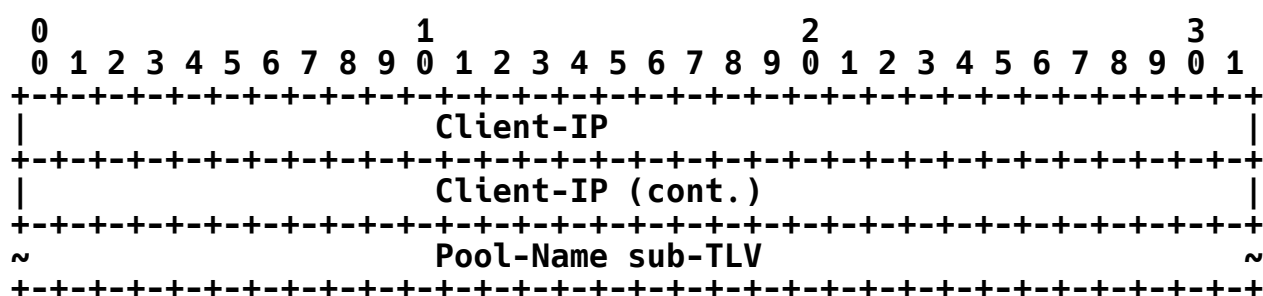 0                   1                   2                   3
 0 1 2 3 4 5 6 7 8 9 0 1 2 3 4 5 6 7 8 9 0 1 2 3 4 5 6 7 8 9 0 1
+-+-+-+-+-+-+-+-+-+-+-+-+-+-+-+-+-+-+-+-+-+-+-+-+-+-+-+-+-+-+-+-+
|                     Client-IP                                 |
+-+-+-+-+-+-+-+-+-+-+-+-+-+-+-+-+-+-+-+-+-+-+-+-+-+-+-+-+-+-+-+-+
|                     Client-IP (cont.)                         |
+-+-+-+-+-+-+-+-+-+-+-+-+-+-+-+-+-+-+-+-+-+-+-+-+-+-+-+-+-+-+-+-+
~                     Pool-Name sub-TLV                         ~
+-+-+-+-+-+-+-+-+-+-+-+-+-+-+-+-+-+-+-+-+-+-+-+-+-+-+-+-+-+-+-+-+